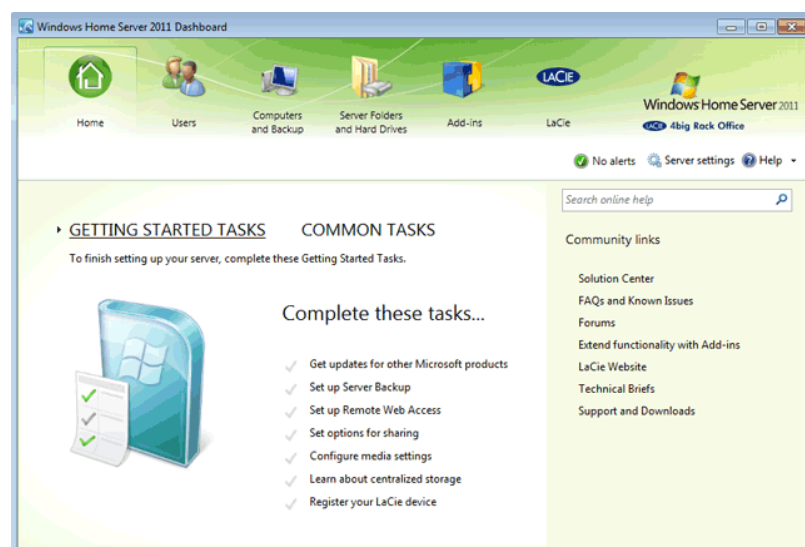 Windows Home Server 2011 Dashboard
Home
Users
Computers
and Backup
Server Folders
and Hard Drives
Add-ins
LACIE
LaCie
Windows Home Server 2011
LACIE 4big Rack Office
No alerts
Server settings
Help
Search online help
GETTING STARTED TASKS
COMMON TASKS
To finish setting up your server, complete these Getting Started Tasks.
Complete these tasks...
Get updates for other Microsoft products
Set up Server Backup
Set up Remote Web Access
Set options for sharing
Configure media settings
Learn about centralized storage
Register your LaCie device
Community links
Solution Center
FAQs and Known Issues
Forums
Extend functionality with Add-ins
LaCie Website
Technical Briefs
Support and Downloads